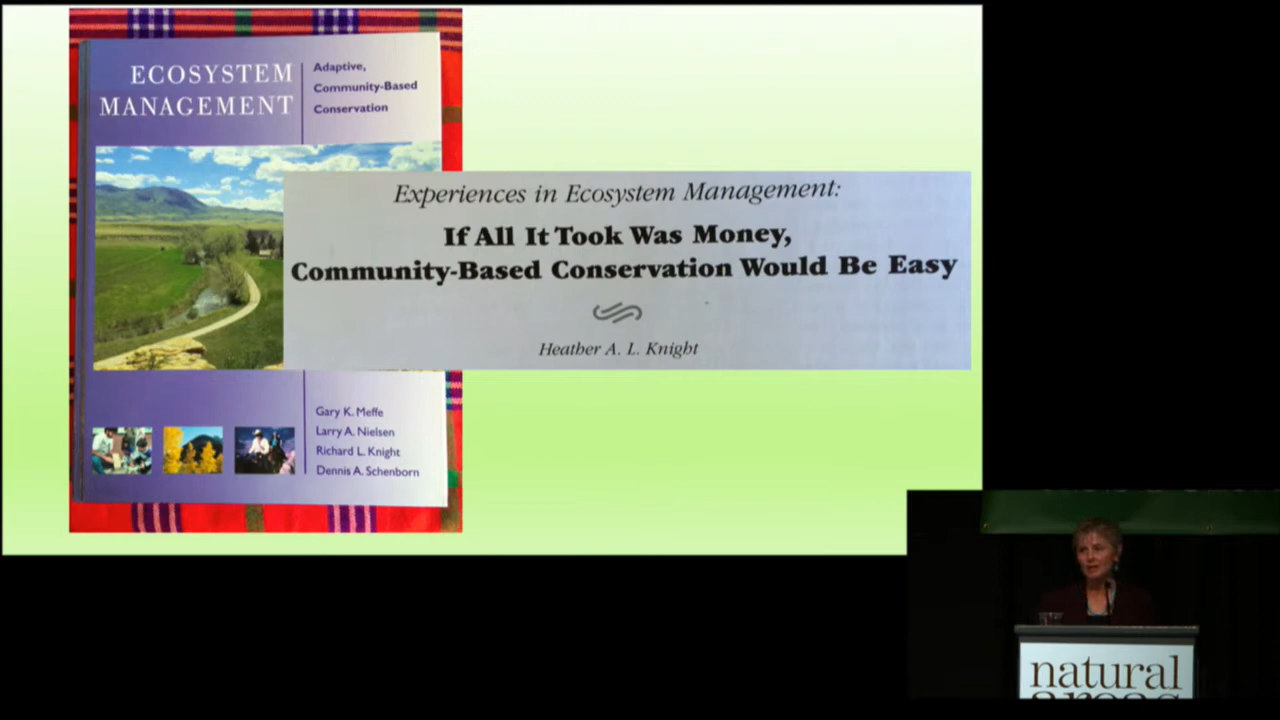 ECOSYSTEM
MANAGEMENT
Adaptive,
Community-Based
Conservation
Experiences in Ecosystem Management:
If All It Took Was Money,
Community-Based Conservation Would Be Easy
Heather A. L. Knight
Gary K. Meffe
Larry A. Nielsen
Richard L. Knight
Dennis A. Schenborn
natural
areas